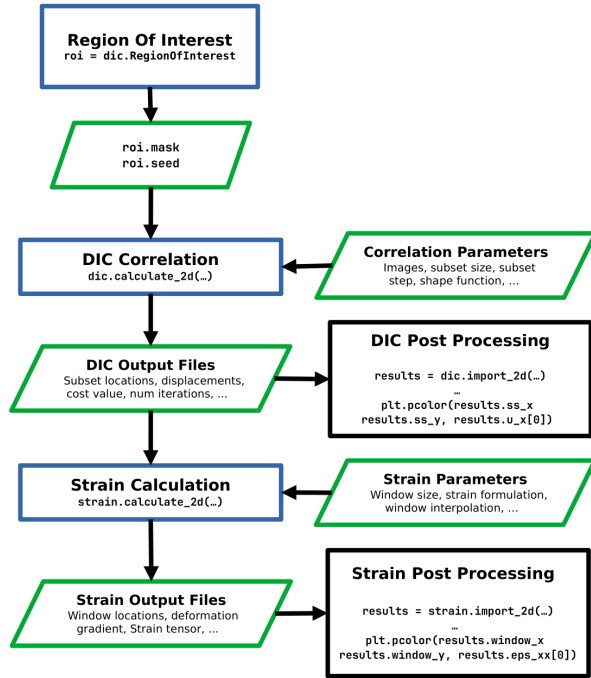 Region Of Interest
roi = dic.RegionOfInterest
roi.mask
roi.seed
DIC Correlation
dic.calculate_2d(…)
Correlation Parameters
Images, subset size, subset
step, shape function, …
DIC Output Files
Subset locations, displacements,
cost value, num iterations, …
DIC Post Processing
results = dic.import_2d(…)
…
plt.pcolor(results.ss_x
results.ss_y, results.u_x[0])
Strain Calculation
strain.calculate_2d(…)
Strain Parameters
Window size, strain formulation,
window interpolation, …
Strain Output Files
Window locations, deformation
gradient, Strain tensor, …
Strain Post Processing
results = strain.import_2d(…)
…
plt.pcolor(results.window_x
results.window_y, results.eps_xx[0])